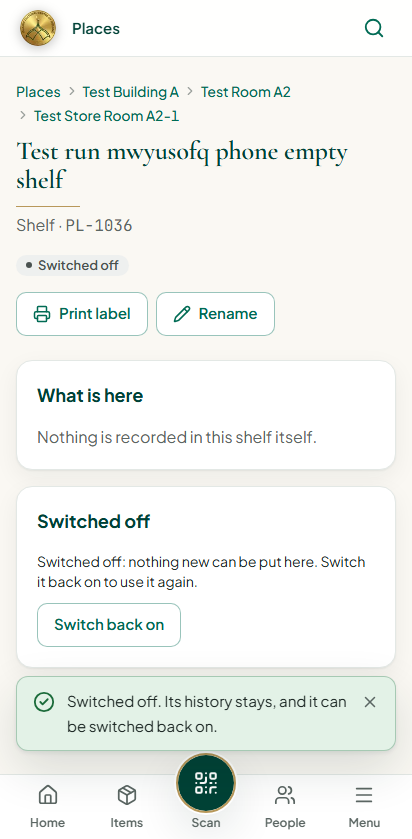 Places
Places > Test Building A > Test Room A2
> Test Store Room A2-1
Test run mwyusofq phone empty
shelf
Shelf · PL-1036
Switched off
Print label
Rename
What is here
Nothing is recorded in this shelf itself.
Switched off
Switched off: nothing new can be put here. Switch
it back on to use it again.
Switch back on
Switched off. Its history stays, and it can
be switched back on.
Home
Items
Scan
People
Menu